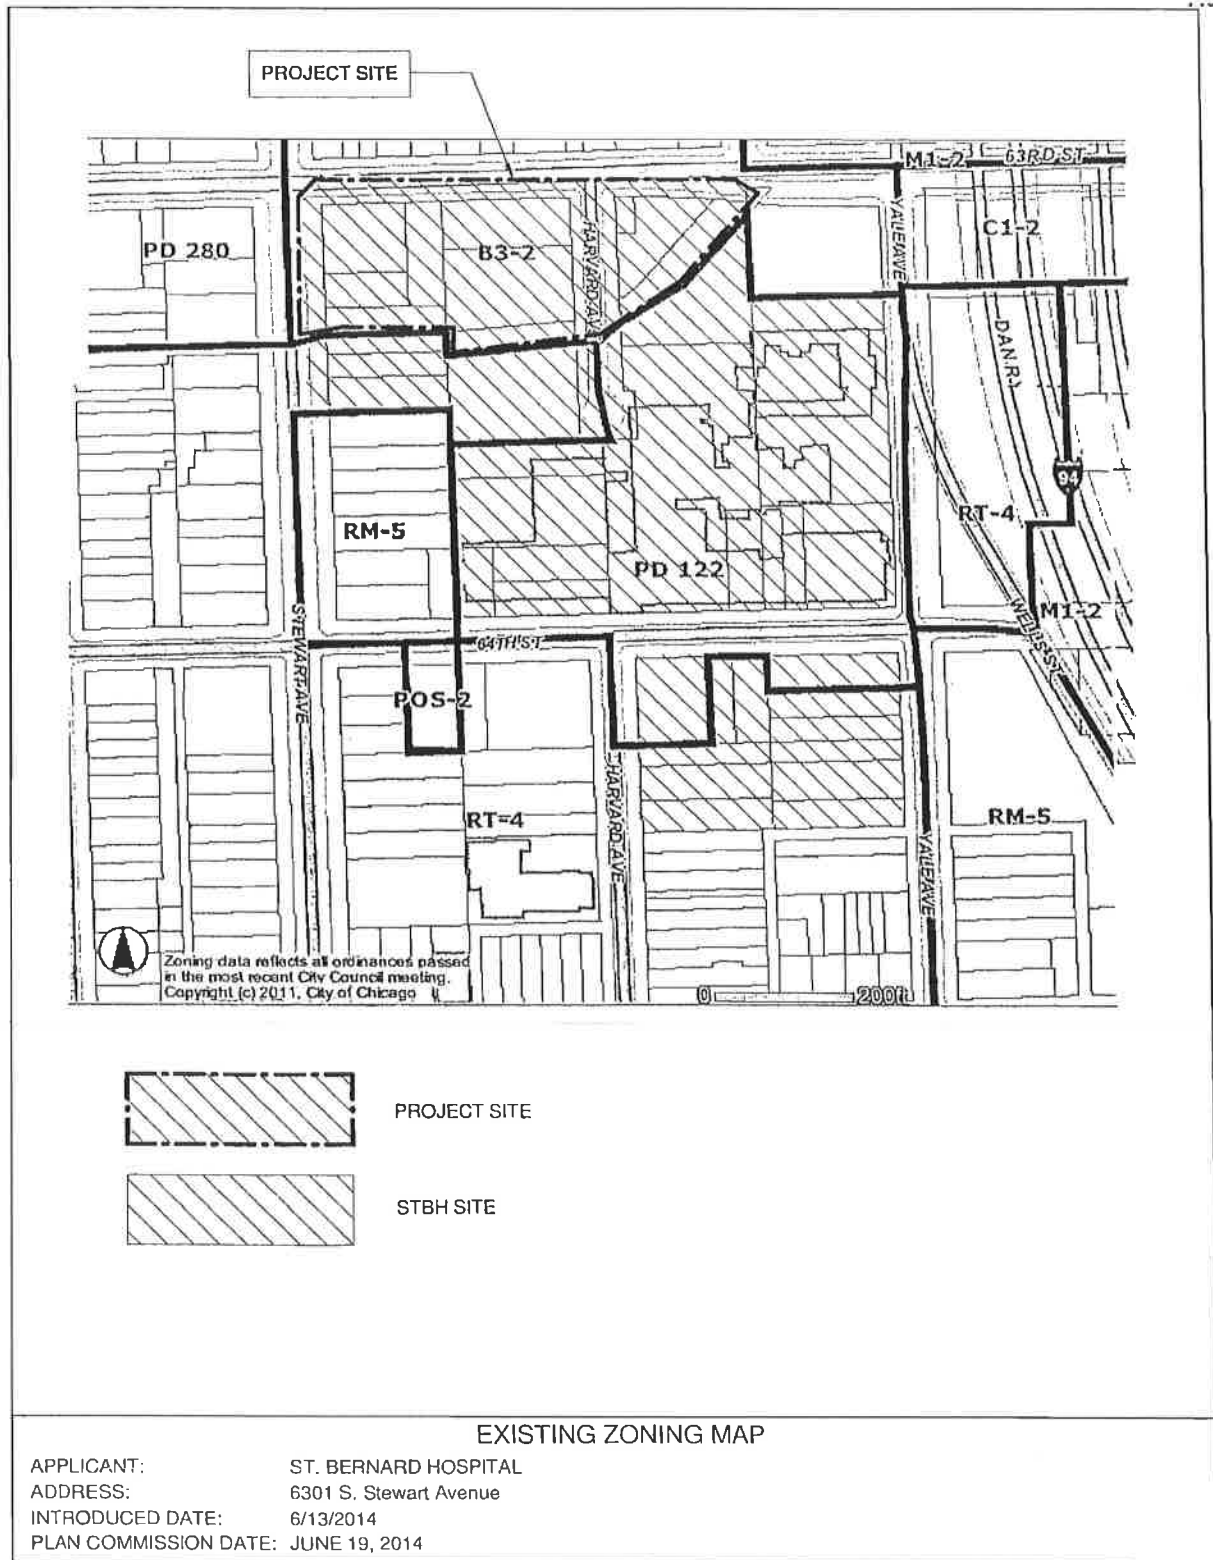 PROJECT SITE
M1-2
63RD ST
PD 280
B3-2
HARVARD AV
YALE AVE
C1-2
DAN R
94
RM-5
RT-4
PD 122
M1-2
WELLS ST
STEWART AVE
64TH ST
POS-2
RT-4
HARVARD AVE
YALE AVE
RM-5
Zoning data reflects all ordinances passed
in the most recent City Council meeting.
Copyright (c) 2011, City of Chicago
0 200ft
PROJECT SITE
STBH SITE
EXISTING ZONING MAP
APPLICANT: ST. BERNARD HOSPITAL
ADDRESS: 6301 S. Stewart Avenue
INTRODUCED DATE: 6/13/2014
PLAN COMMISSION DATE: JUNE 19, 2014